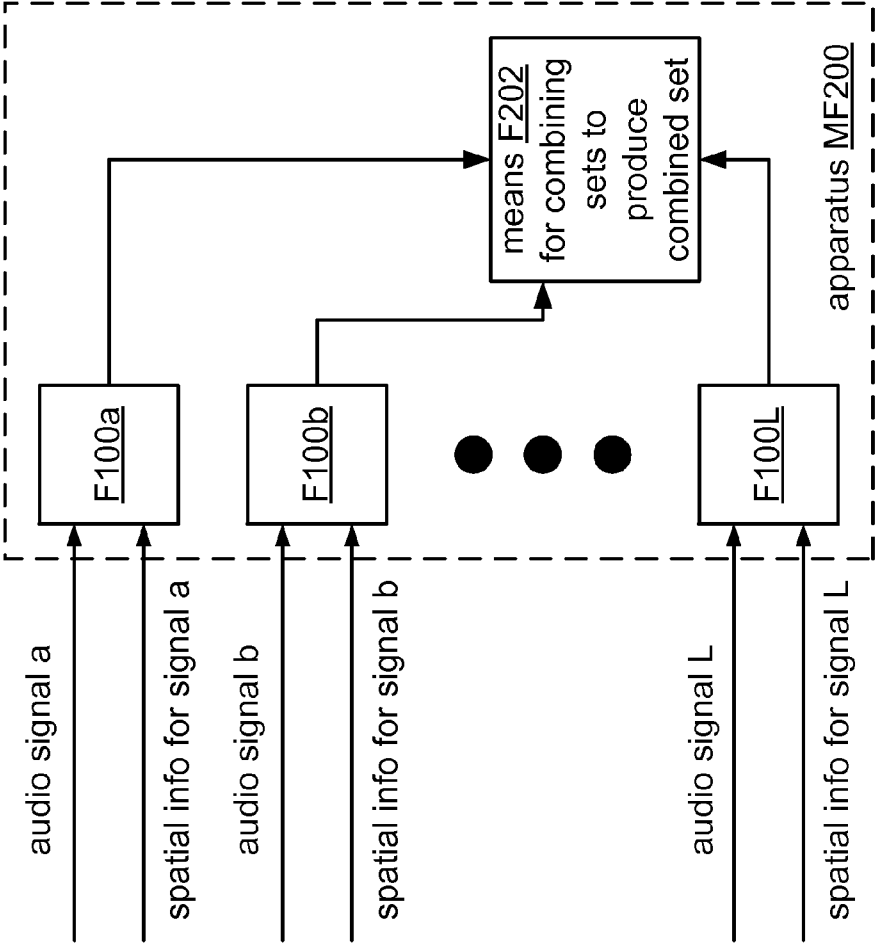 audio signal a
spatial info for signal a
audio signal b
spatial info for signal b
audio signal L
spatial info for signal L
F100a
F100b
F100L
means F202
for combining
sets to
produce
combined set
apparatus MF200